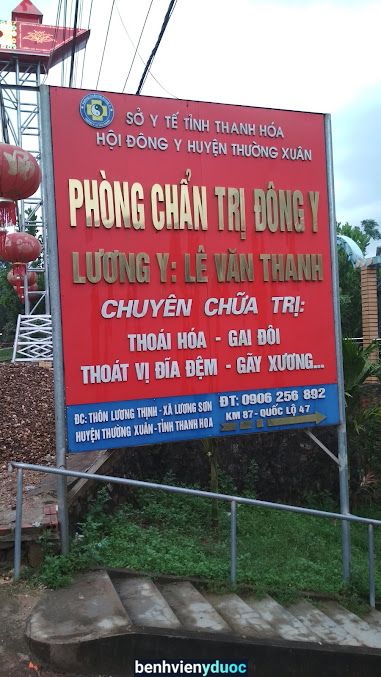 SỞ Y TẾ TỈNH THANH HÓA
HỘI ĐÔNG Y HUYỆN THƯỜNG XUÂN
PHÒNG CHẨN TRỊ ĐÔNG Y
LƯƠNG Y: LÊ VĂN THANH
CHUYÊN CHỮA TRỊ:
THOÁI HÓA - GAI ĐÔI
THOÁT VỊ ĐĨA ĐỆM - GÃY XƯƠNG...
ĐC: THÔN LƯƠNG THỊNH - XÃ LƯƠNG SƠN
HUYỆN THƯỜNG XUÂN - TỈNH THANH HOA
ĐT: 0906 256 892
KM 87 - QUỐC LỘ 47
benhvienyduoc